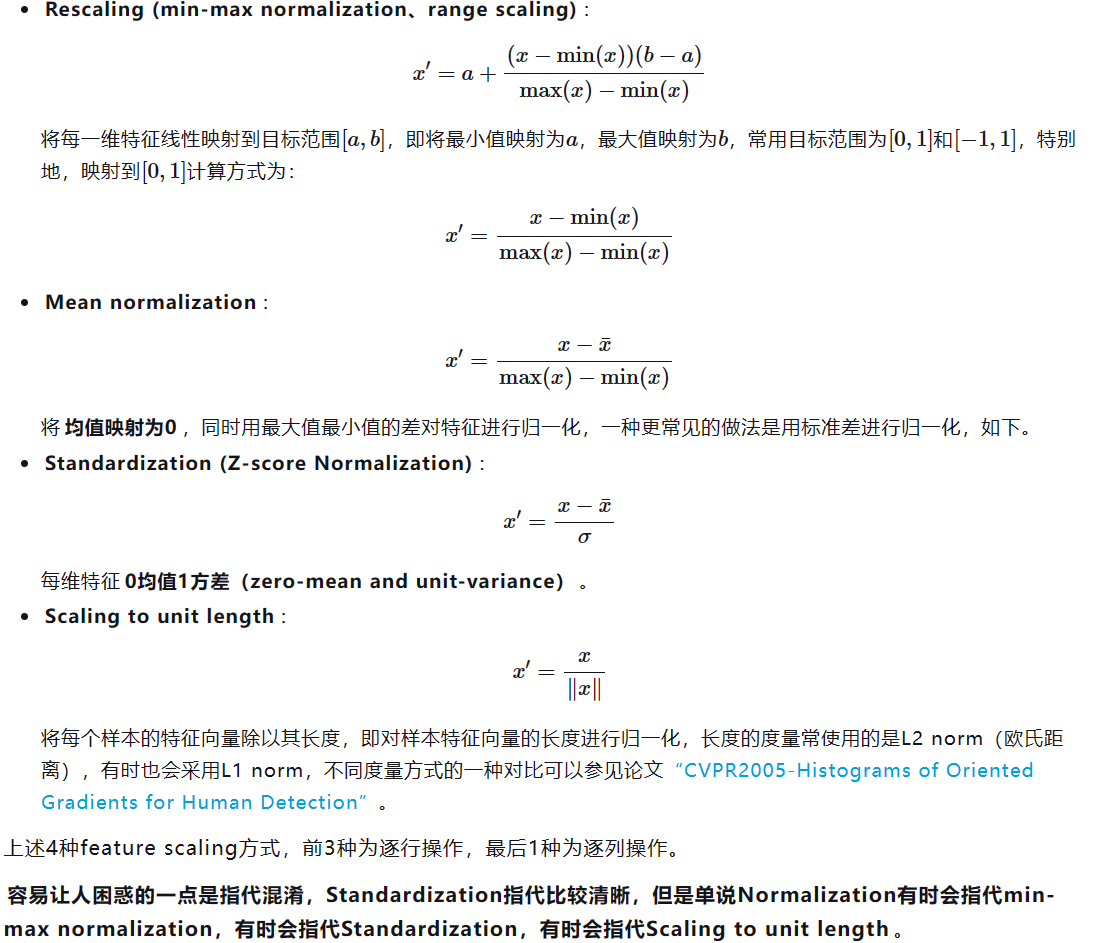 • Rescaling (min-max normalization、range scaling)：
x′ = a + (x − min(x))(b − a) / max(x) − min(x)
将每一维特征线性映射到目标范围[a, b]，即将最小值映射为a，最大值映射为b，常用目标范围为[0, 1]和[−1, 1]，特别
地，映射到[0, 1]计算方式为：
x′ = x − min(x) / max(x) − min(x)
• Mean normalization：
x′ = x − x̄ / max(x) − min(x)
将均值映射为0，同时用最大值最小值的差对特征进行归一化，一种更常见的做法是用标准差进行归一化，如下。
• Standardization (Z-score Normalization)：
x′ = x − x̄ / σ
每维特征0均值1方差（zero-mean and unit-variance）。
• Scaling to unit length：
x′ = x / ‖x‖
将每个样本的特征向量除以其长度，即对样本特征向量的长度进行归一化，长度的度量常使用的是L2 norm（欧氏距
离），有时也会采用L1 norm，不同度量方式的一种对比可以参见论文“CVPR2005-Histograms of Oriented
Gradients for Human Detection”。
上述4种feature scaling方式，前3种为逐行操作，最后1种为逐列操作。
容易让人困惑的一点是指代混淆，Standardization指代比较清晰，但是单说Normalization有时会指代min-
max normalization，有时会指代Standardization，有时会指代Scaling to unit length。